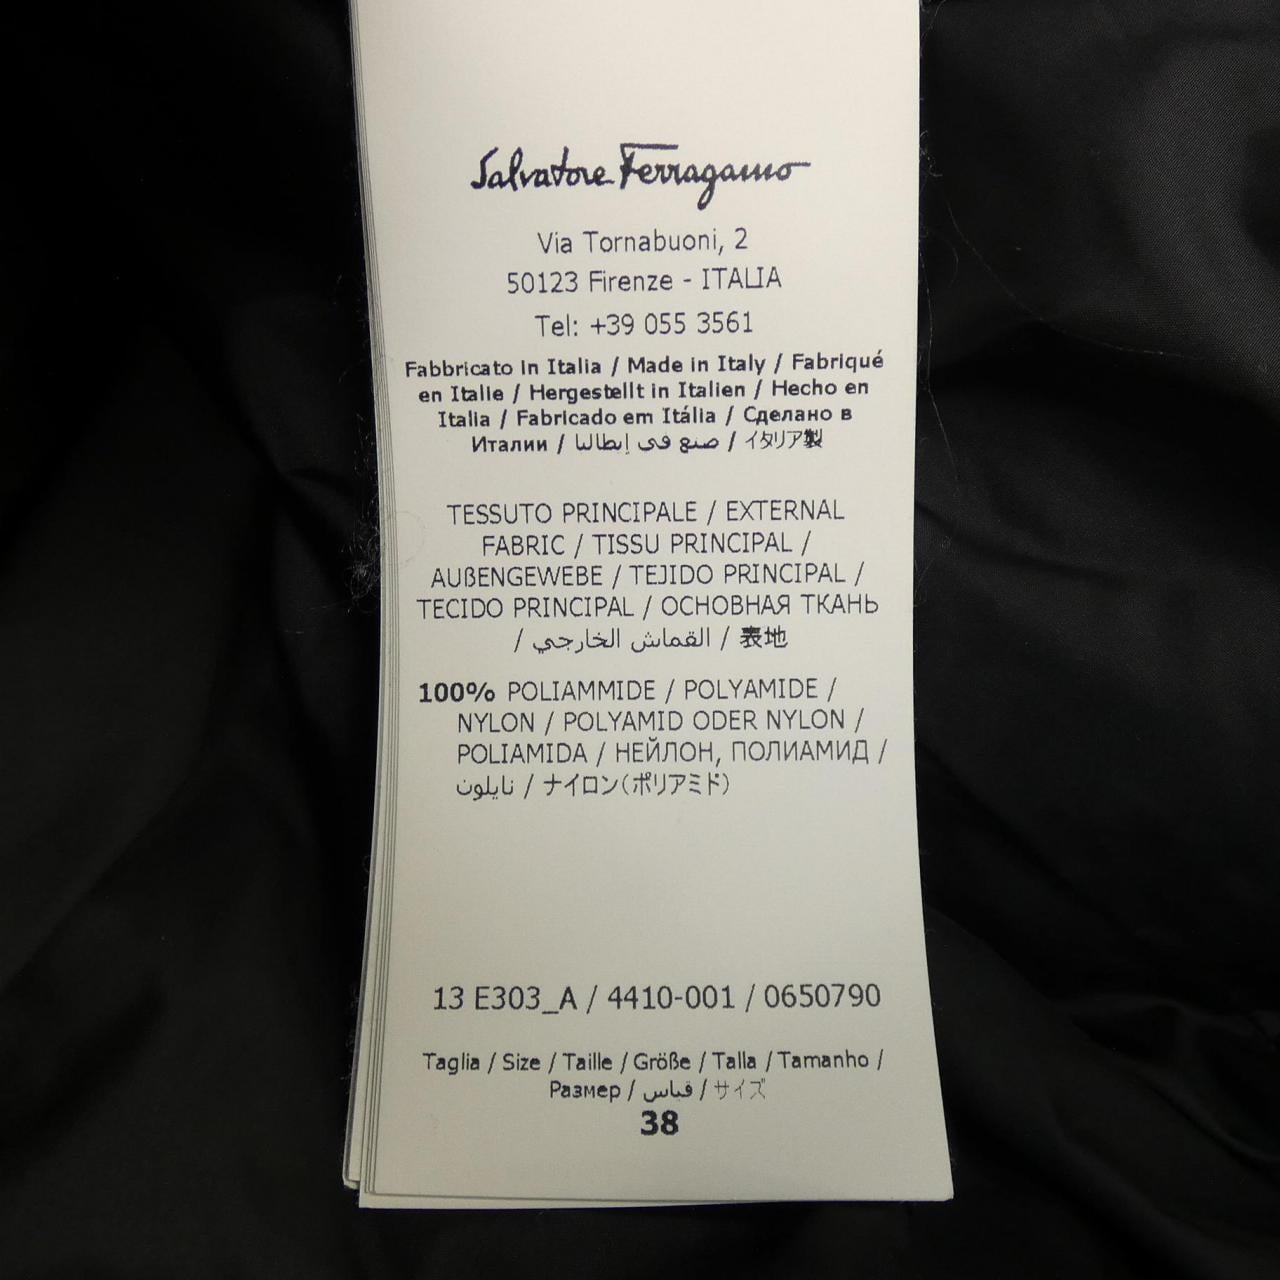 Salvatore Ferragamo
Via Tornabuoni, 2
50123 Firenze - ITALIA
Tel: +39 055 3561
Fabbricato in Italia / Made in Italy / Fabriqué
en Italie / Hergestellt in Italien / Hecho en
Italia / Fabricado em Itália / Сделано в
Италии / صنع في إيطاليا / イタリア製
TESSUTO PRINCIPALE / EXTERNAL
FABRIC / TISSU PRINCIPAL /
AUßENGEWEBE / TEJIDO PRINCIPAL /
TECIDO PRINCIPAL / ОСНОВНАЯ ТКАНЬ
/ القماش الخارجي / 表地
100% POLIAMMIDE / POLYAMIDE /
NYLON / POLYAMID ODER NYLON /
POLIAMIDA / НЕЙЛОН, ПОЛИАМИД /
نايلون / ナイロン(ポリアミド)
13 E303_A / 4410-001 / 0650790
Taglia / Size / Taille / Größe / Talla / Tamanho /
Размер / قياس / サイズ
38